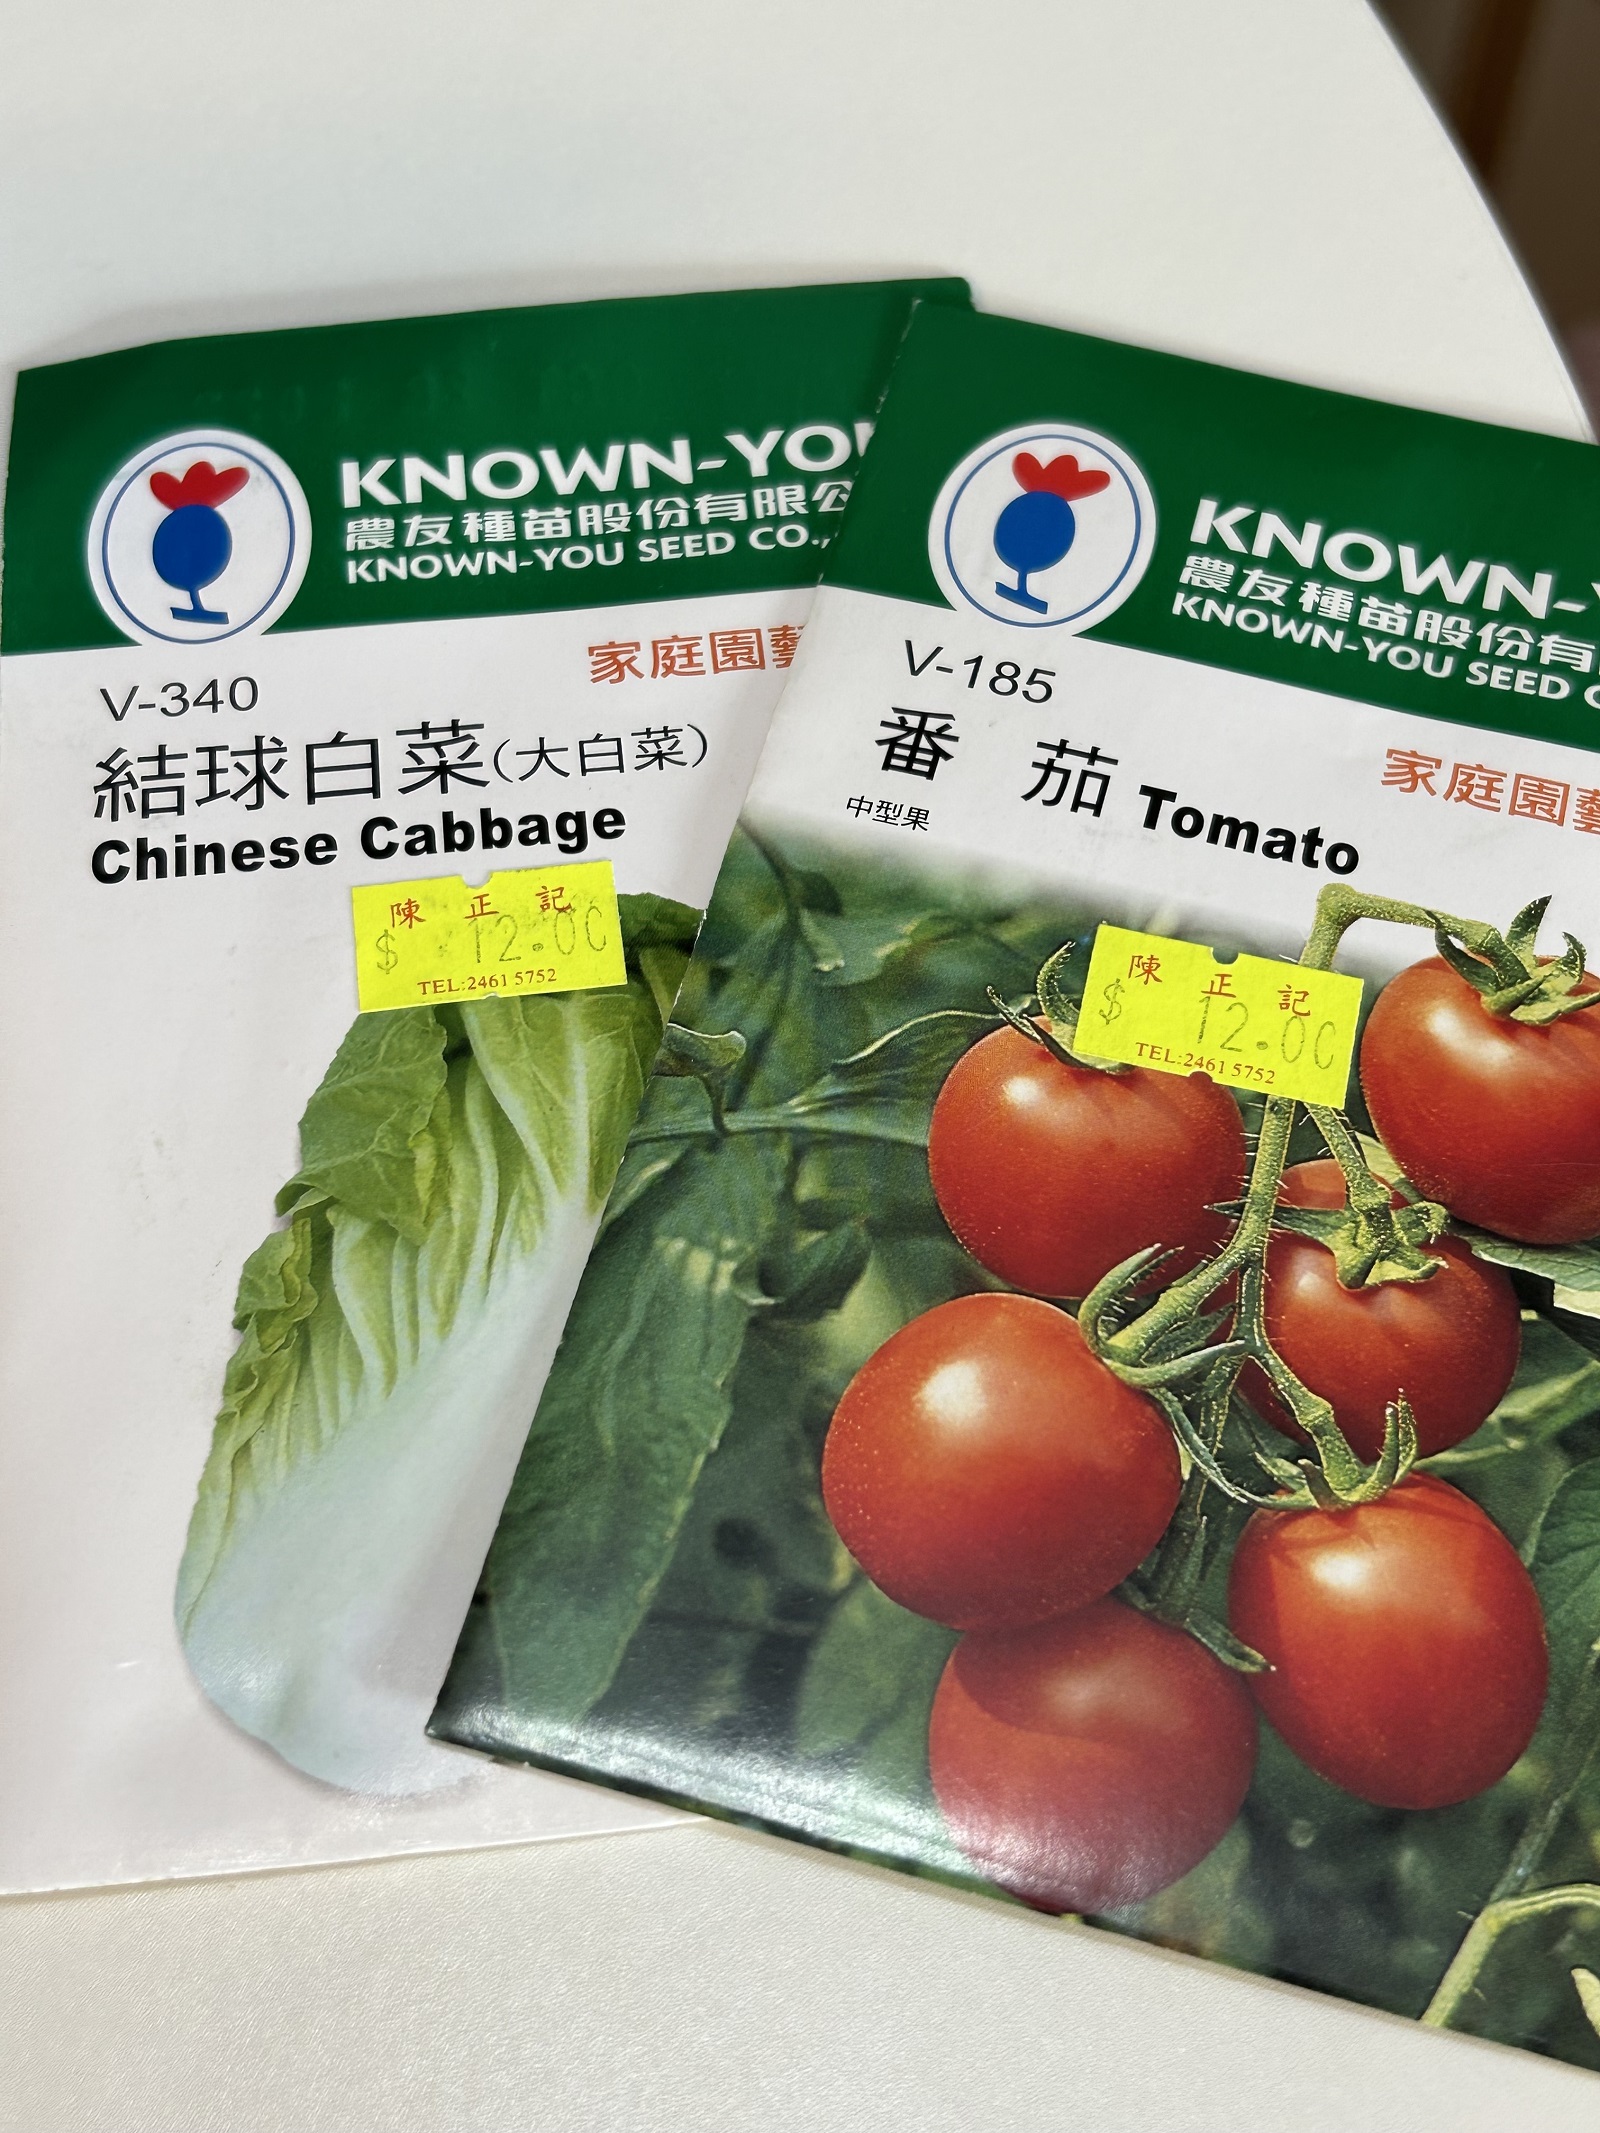 KNOWN-YOU
農友種苗股份有限公
KNOWN-YOU SEED CO.,
家庭園藝
V-340
結球白菜(大白菜)
Chinese Cabbage
陳 正 記
$ 12.00
TEL:2461 5752
KNOWN-Y
農友種苗股份有
KNOWN-YOU SEED C
V-185
家庭園藝
番 茄 Tomato
中型果
陳 正 記
$ 12.00
TEL:2461 5752